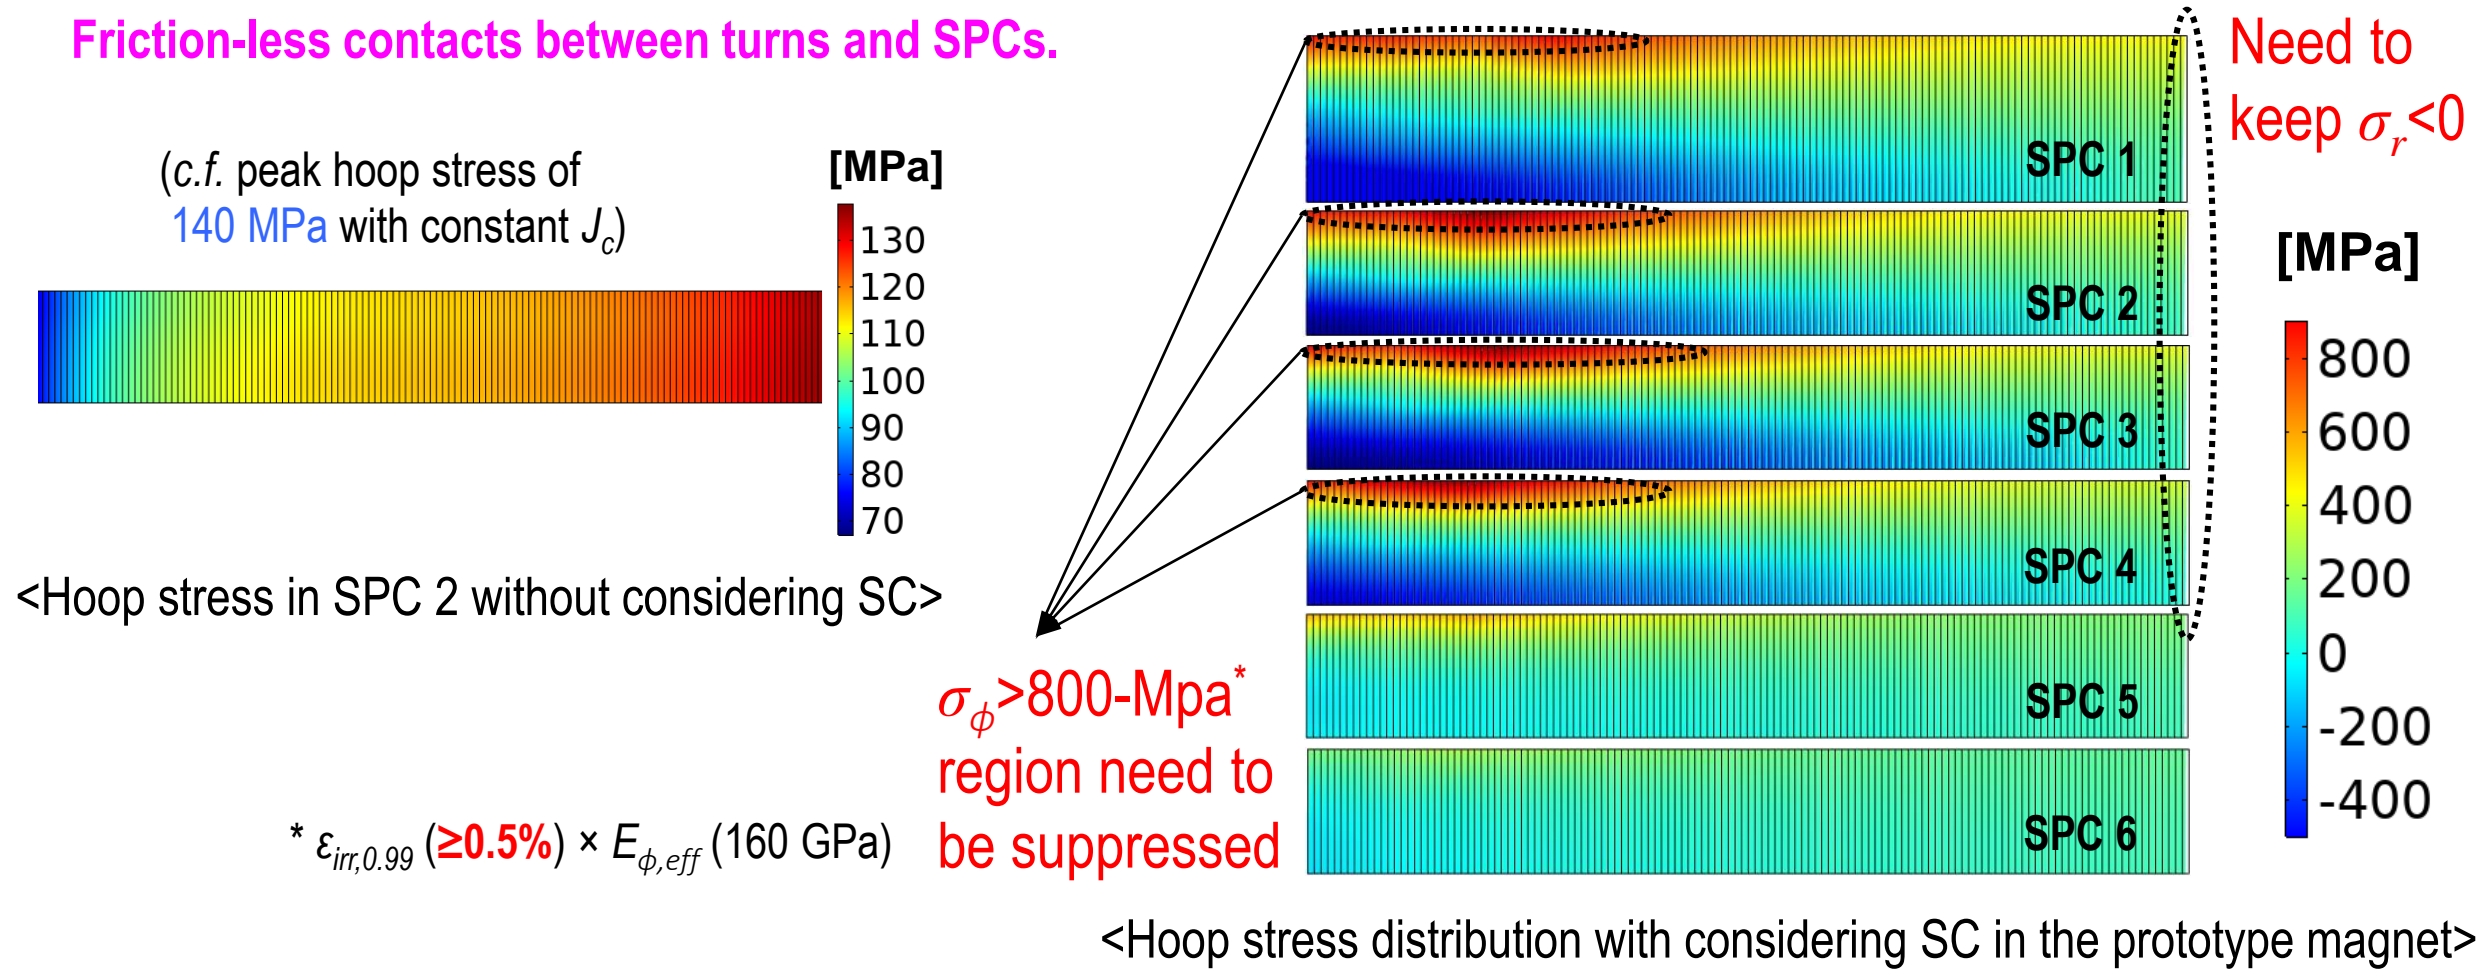 Friction-less contacts between turns and SPCs.
(c.f. peak hoop stress of
140 MPa with constant Jc)
[MPa]
130
120
110
100
90
80
70
<Hoop stress in SPC 2 without considering SC>
σϕ>800-Mpa*
region need to
be suppressed
* εirr,0.99 (≥0.5%) × Eϕ,eff (160 GPa)
SPC 1
SPC 2
SPC 3
SPC 4
SPC 5
SPC 6
Need to
keep σr<0
[MPa]
800
600
400
200
0
-200
-400
<Hoop stress distribution with considering SC in the prototype magnet>